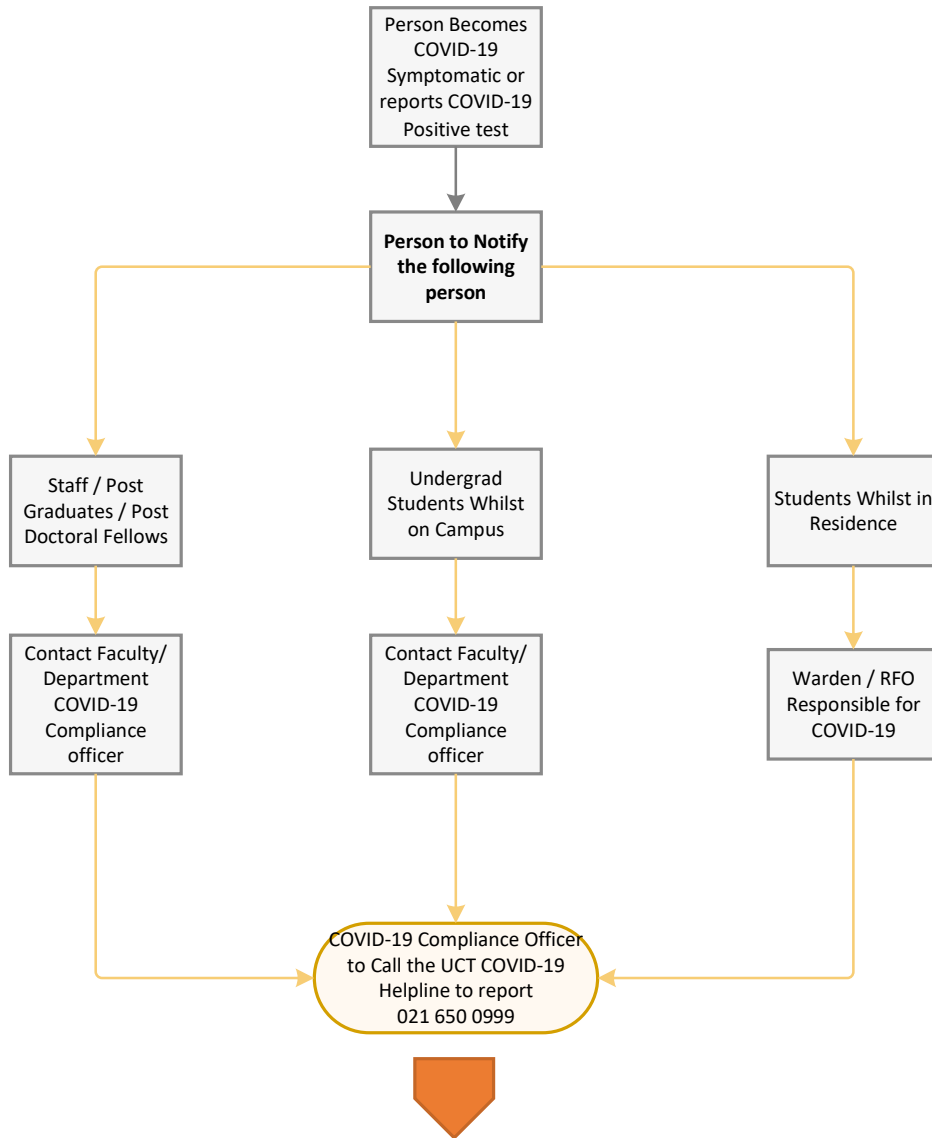 Person Becomes
COVID-19
Symptomatic or
reports COVID-19
Positive test
Person to Notify
the following
person
Staff / Post
Graduates / Post
Doctoral Fellows
Undergrad
Students Whilst
on Campus
Students Whilst in
Residence
Contact Faculty/
Department
COVID-19
Compliance
officer
Contact Faculty/
Department
COVID-19
Compliance
officer
Warden / RFO
Responsible for
COVID-19
COVID-19 Compliance Officer
to Call the UCT COVID-19
Helpline to report
021 650 0999